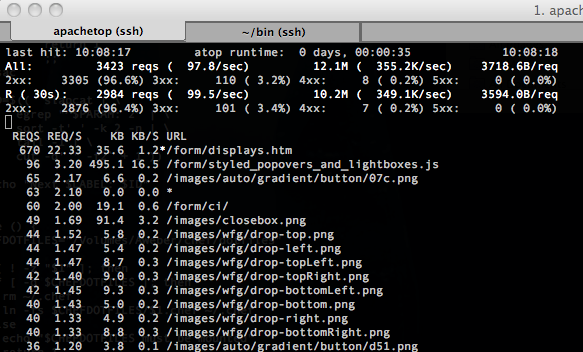 1. apach
apachetop (ssh) ~/bin (ssh)
last hit: 10:08:17 atop runtime: 0 days, 00:00:35 10:08:18
All: 3423 reqs ( 97.8/sec) 12.1M ( 355.2K/sec) 3718.6B/req
2xx: 3305 (96.6%) 3xx: 110 ( 3.2%) 4xx: 8 ( 0.2%) 5xx: 0 ( 0.0%)
R ( 30s): 2984 reqs ( 99.5/sec) 10.2M ( 349.1K/sec) 3594.0B/req
2xx: 2876 (96.4%) 3xx: 101 ( 3.4%) 4xx: 7 ( 0.2%) 5xx: 0 ( 0.0%)
REQS REQ/S KB KB/S URL
670 22.33 35.6 1.2*/form/displays.htm
96 3.20 495.1 16.5 /form/styled_popovers_and_lightboxes.js
65 2.17 6.6 0.2 /images/auto/gradient/button/07c.png
63 2.10 0.0 0.0 *
60 2.00 19.1 0.6 /form/ci/
49 1.69 91.4 3.2 /images/closebox.png
44 1.52 5.8 0.2 /images/wfg/drop-top.png
44 1.47 5.4 0.2 /images/wfg/drop-left.png
44 1.47 8.7 0.3 /images/wfg/drop-topLeft.png
42 1.40 9.0 0.3 /images/wfg/drop-topRight.png
42 1.45 9.3 0.3 /images/wfg/drop-bottomLeft.png
40 1.43 5.0 0.2 /images/wfg/drop-bottom.png
40 1.33 4.9 0.2 /images/wfg/drop-right.png
40 1.33 8.8 0.3 /images/wfg/drop-bottomRight.png
36 1.20 3.8 0.1 /images/auto/gradient/button/d51.png